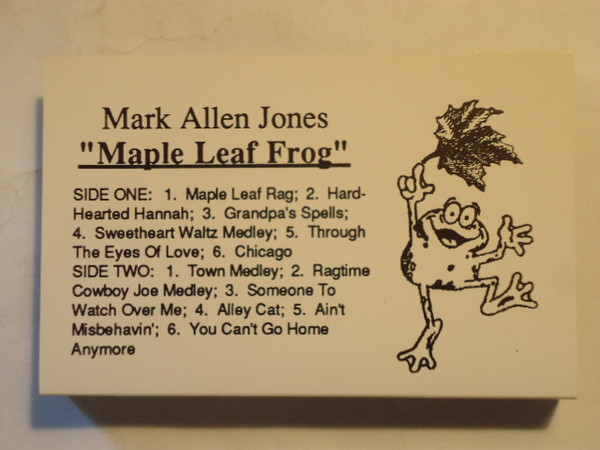 Mark Allen Jones
"Maple Leaf Frog"
SIDE ONE: 1. Maple Leaf Rag; 2. Hard-
Hearted Hannah; 3. Grandpa's Spells;
4. Sweetheart Waltz Medley; 5. Through
The Eyes Of Love; 6. Chicago
SIDE TWO: 1. Town Medley; 2. Ragtime
Cowboy Joe Medley; 3. Someone To
Watch Over Me; 4. Alley Cat; 5. Ain't
Misbehavin'; 6. You Can't Go Home
Anymore